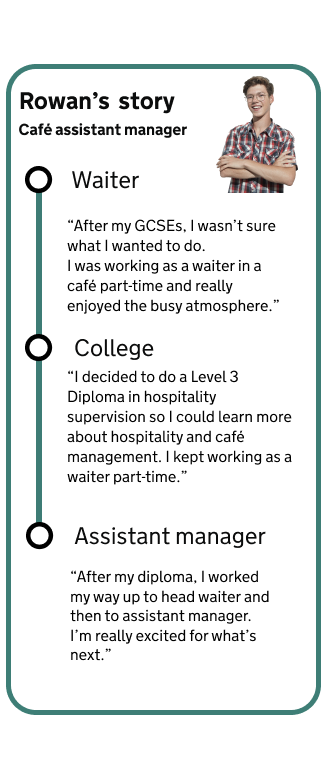 Rowan’s story
Café assistant manager
Waiter
“After my GCSEs, I wasn’t sure
what I wanted to do.
I was working as a waiter in a
café part-time and really
enjoyed the busy atmosphere.”
College
“I decided to do a Level 3
Diploma in hospitality
supervision so I could learn more
about hospitality and café
management. I kept working as a
waiter part-time.”
Assistant manager
“After my diploma, I worked
my way up to head waiter and
then to assistant manager.
I’m really excited for what’s
next.”